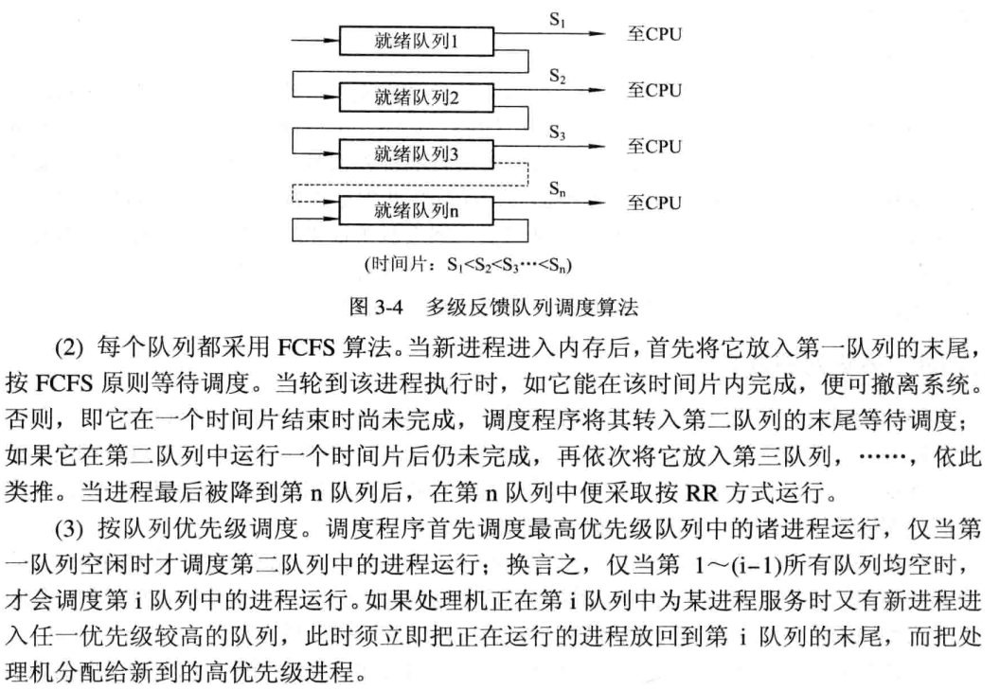 就绪队列1 S₁ 至CPU
就绪队列2 S₂ 至CPU
就绪队列3 S₃ 至CPU
就绪队列n Sₙ 至CPU
(时间片：S₁<S₂<S₃⋯<Sₙ)
图 3-4 多级反馈队列调度算法
(2) 每个队列都采用 FCFS 算法。当新进程进入内存后，首先将它放入第一队列的末尾，
按 FCFS 原则等待调度。当轮到该进程执行时，如它能在该时间片内完成，便可撤离系统。
否则，即它在一个时间片结束时尚未完成，调度程序将其转入第二队列的末尾等待调度；
如果它在第二队列中运行一个时间片后仍未完成，再依次将它放入第三队列，……，依此
类推。当进程最后被降到第 n 队列后，在第 n 队列中便采取按 RR 方式运行。
(3) 按队列优先级调度。调度程序首先调度最高优先级队列中的诸进程运行，仅当第
一队列空闲时才调度第二队列中的进程运行；换言之，仅当第 1～(i−1)所有队列均空时，
才会调度第 i 队列中的进程运行。如果处理机正在第 i 队列中为某进程服务时又有新进程进
入任一优先级较高的队列，此时须立即把正在运行的进程放回到第 i 队列的末尾，而把处
理机分配给新到的高优先级进程。